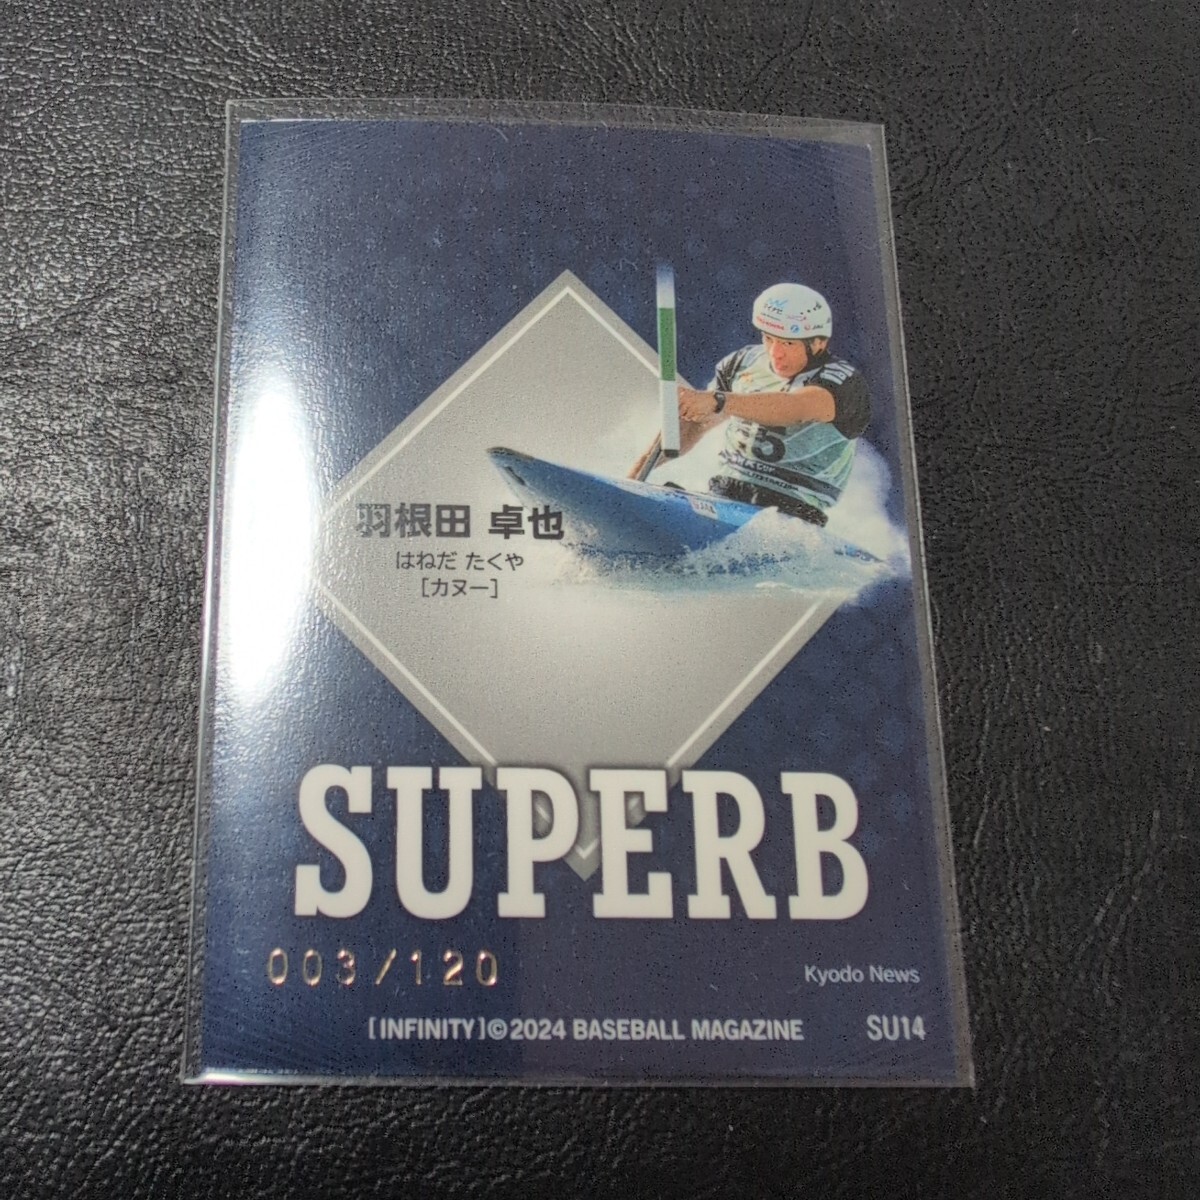 羽根田 卓也
はねだ たくや
[カヌー]
5
SUPERB
003/120
Kyodo News
[INFINITY]©2024 BASEBALL MAGAZINE SU14